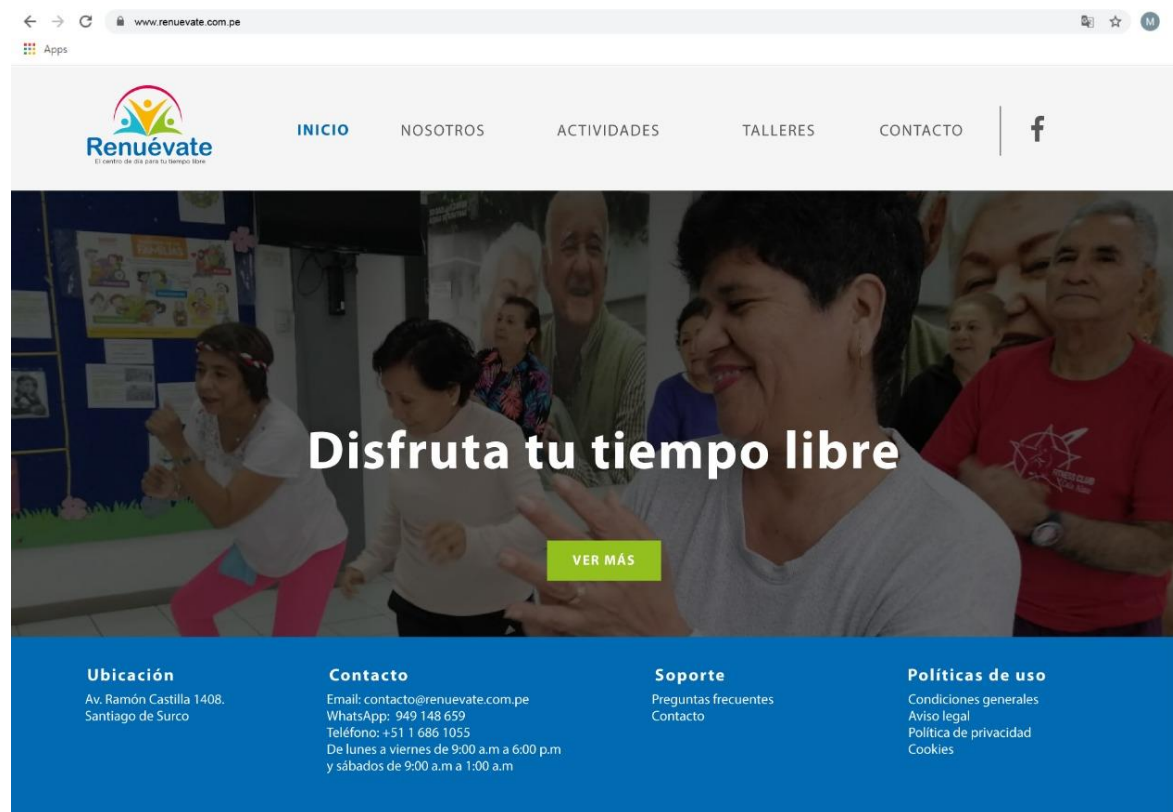 www.renuevate.com.pe
M
Apps
Renuévate
El centro de día para tu tiempo libre
INICIO
NOSOTROS
ACTIVIDADES
TALLERES
CONTACTO
f
FAMILIAS
FITNESS CLUB
Disfruta tu tiempo libre
VER MÁS
Ubicación
Av. Ramón Castilla 1408.
Santiago de Surco
Contacto
Email: contacto@renuevate.com.pe
WhatsApp: 949 148 659
Teléfono: +51 1 686 1055
De lunes a viernes de 9:00 a.m a 6:00 p.m
y sábados de 9:00 a.m a 1:00 a.m
Soporte
Preguntas frecuentes
Contacto
Políticas de uso
Condiciones generales
Aviso legal
Política de privacidad
Cookies